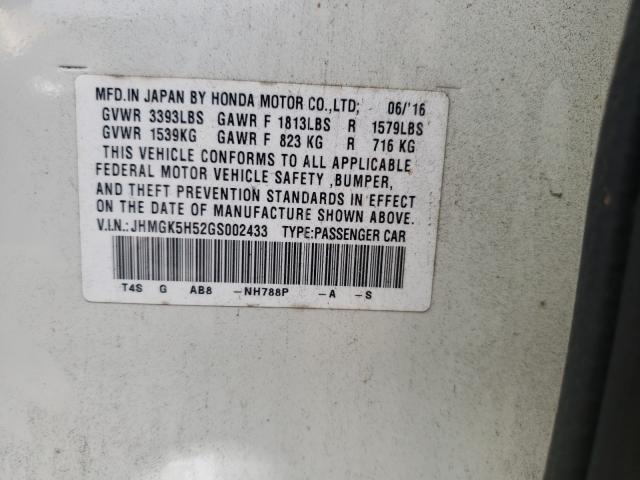 MFD.IN JAPAN BY HONDA MOTOR CO.,LTD; 06/'16
GVWR 3393LBS GAWR F 1813LBS R 1579LBS
GVWR 1539KG GAWR F 823 KG R 716 KG
THIS VEHICLE CONFORMS TO ALL APPLICABLE
FEDERAL MOTOR VEHICLE SAFETY ,BUMPER,
AND THEFT PREVENTION STANDARDS IN EFFECT
ON THE DATE OF MANUFACTURE SHOWN ABOVE.
V.I.N.:JHMGK5H52GS002433 TYPE:PASSENGER CAR
T4S G AB8 -NH788P -A -S